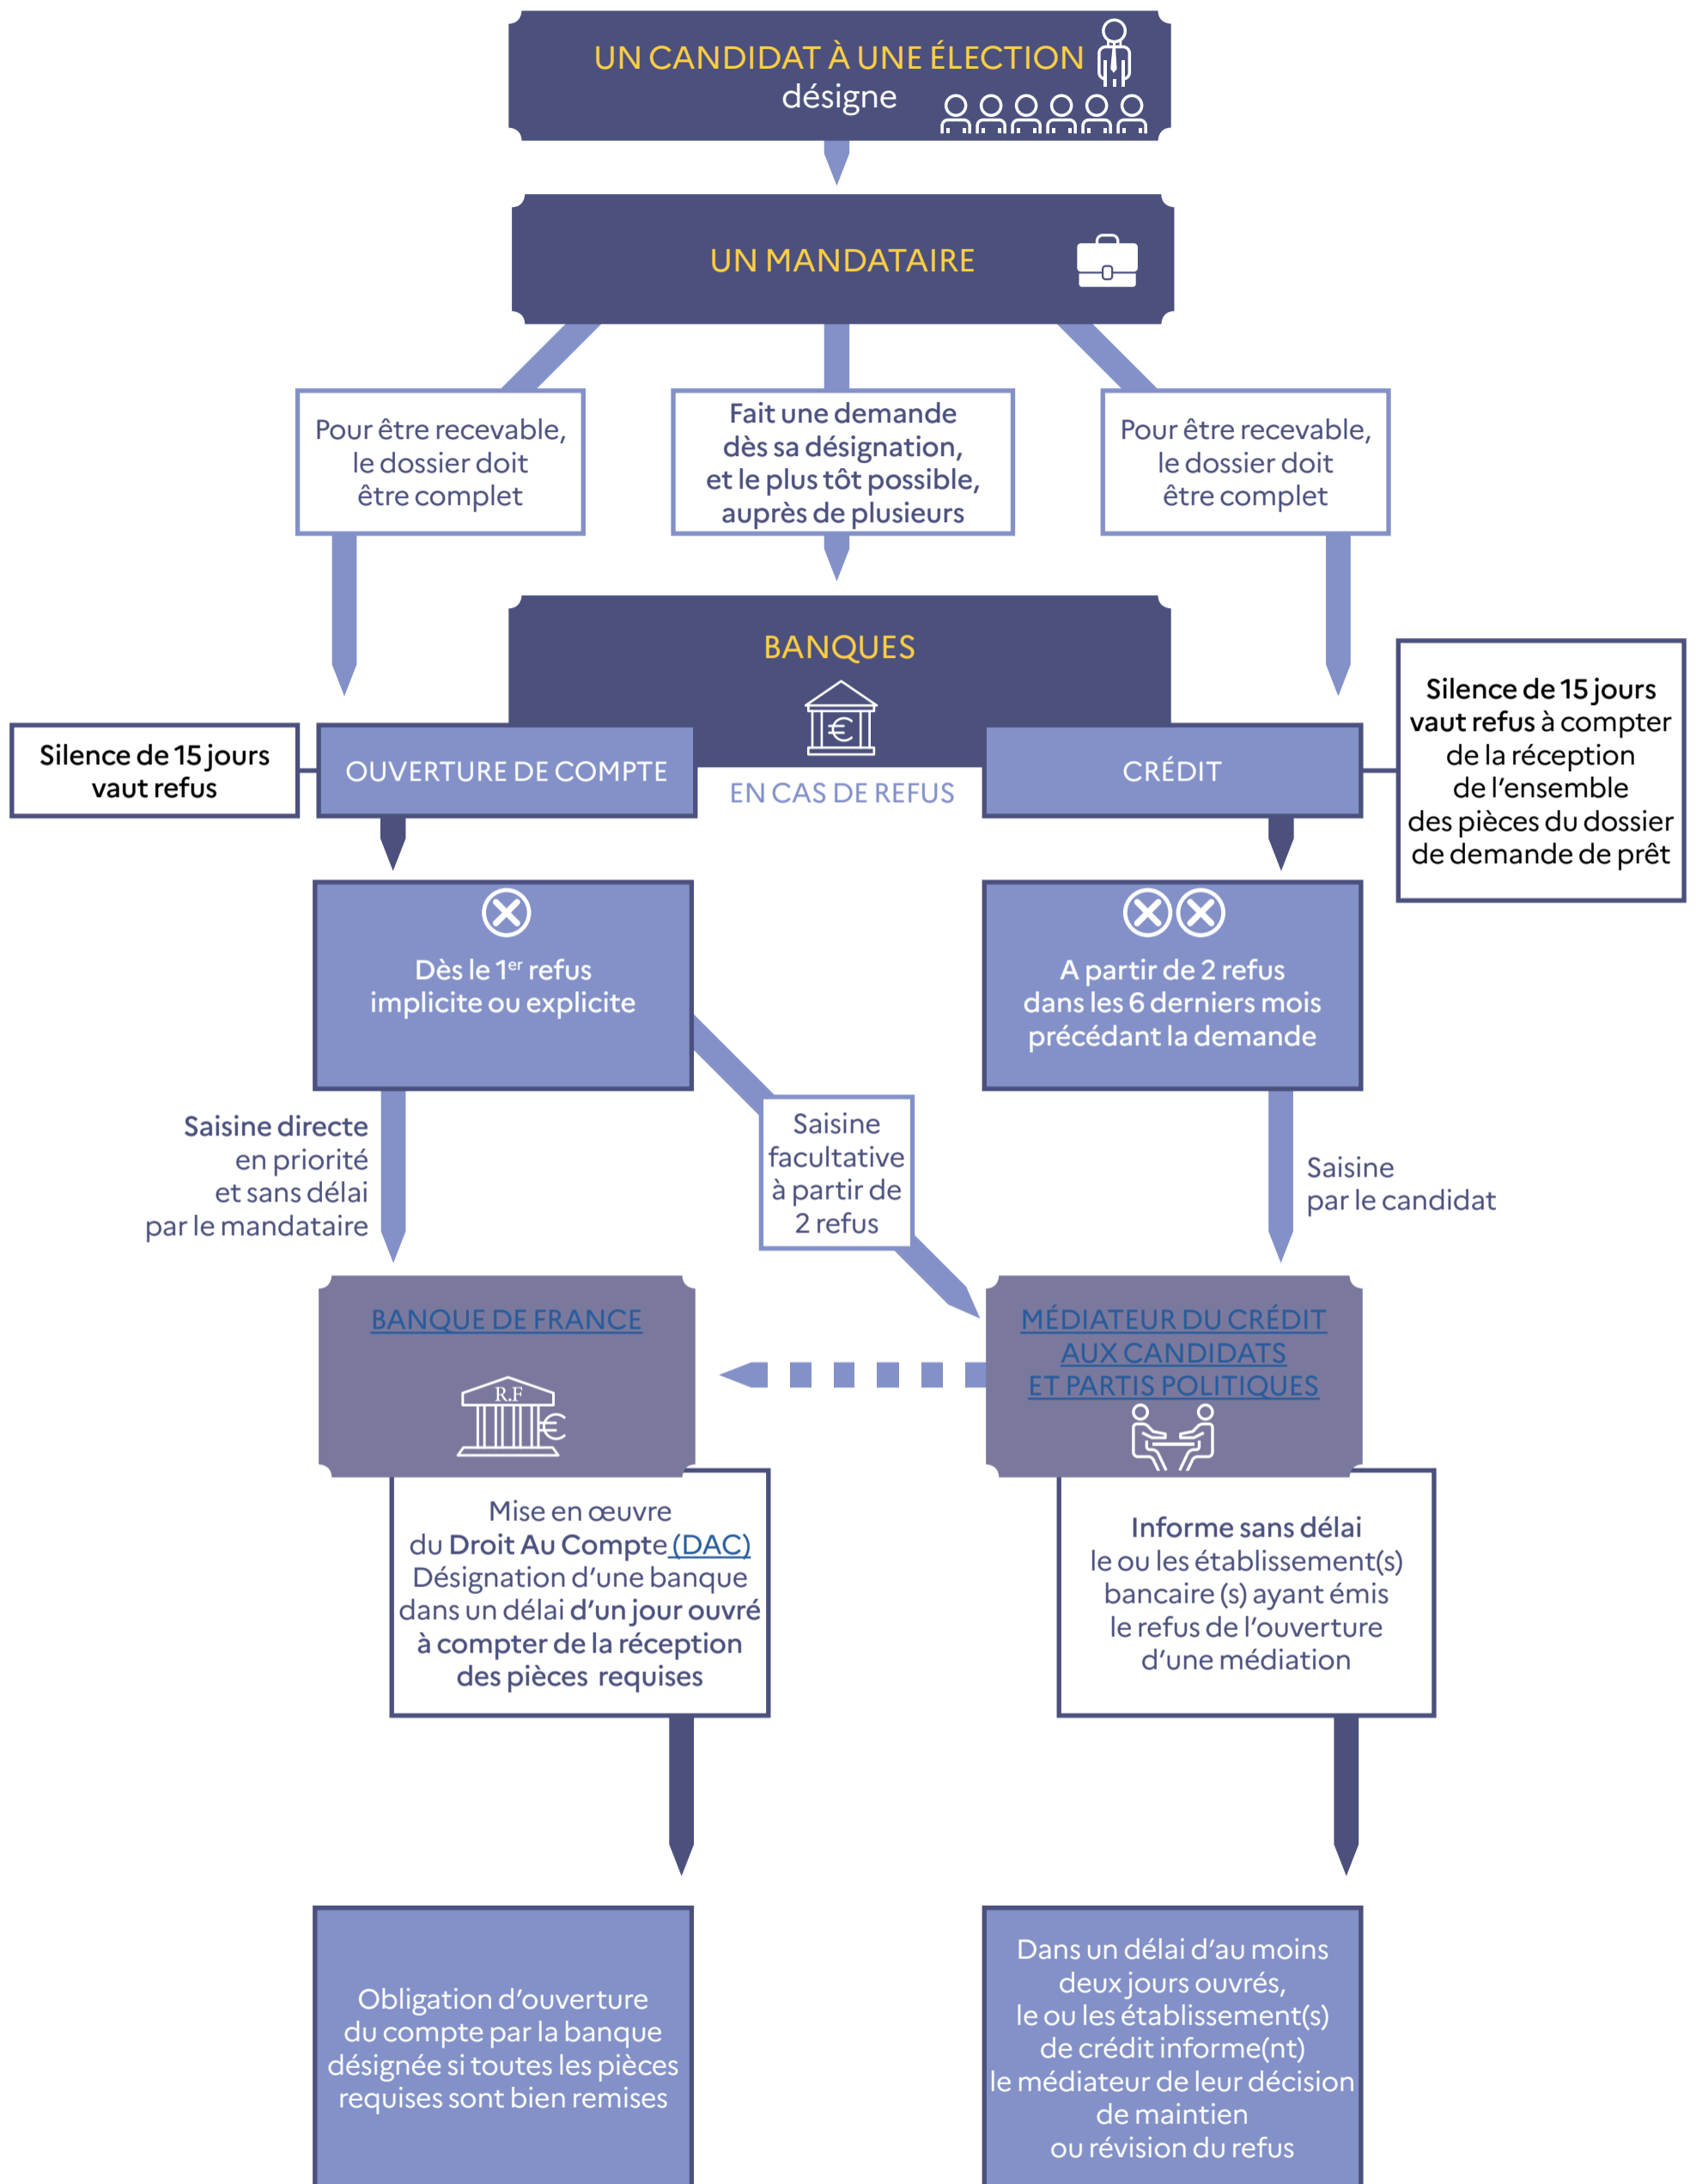 UN CANDIDAT À UNE ÉLECTION
désigne
UN MANDATAIRE
Pour être recevable,
le dossier doit
être complet
Fait une demande
dès sa désignation,
et le plus tôt possible,
auprès de plusieurs
Pour être recevable,
le dossier doit
être complet
BANQUES
€
Silence de 15 jours
vaut refus
OUVERTURE DE COMPTE
EN CAS DE REFUS
CRÉDIT
Silence de 15 jours
vaut refus à compter
de la réception
de l'ensemble
des pièces du dossier
de demande de prêt
Dès le 1er refus
implicite ou explicite
A partir de 2 refus
dans les 6 derniers mois
précédant la demande
Saisine directe
en priorité
et sans délai
par le mandataire
Saisine
facultative
à partir de
2 refus
Saisine
par le candidat
BANQUE DE FRANCE
R.F
€
MÉDIATEUR DU CRÉDIT
AUX CANDIDATS
ET PARTIS POLITIQUES
Mise en œuvre
du Droit Au Compte (DAC)
Désignation d'une banque
dans un délai d'un jour ouvré
à compter de la réception
des pièces requises
Informe sans délai
le ou les établissement(s)
bancaire (s) ayant émis
le refus de l'ouverture
d'une médiation
Obligation d'ouverture
du compte par la banque
désignée si toutes les pièces
requises sont bien remises
Dans un délai d'au moins
deux jours ouvrés,
le ou les établissement(s)
de crédit informe(nt)
le médiateur de leur décision
de maintien
ou révision du refus